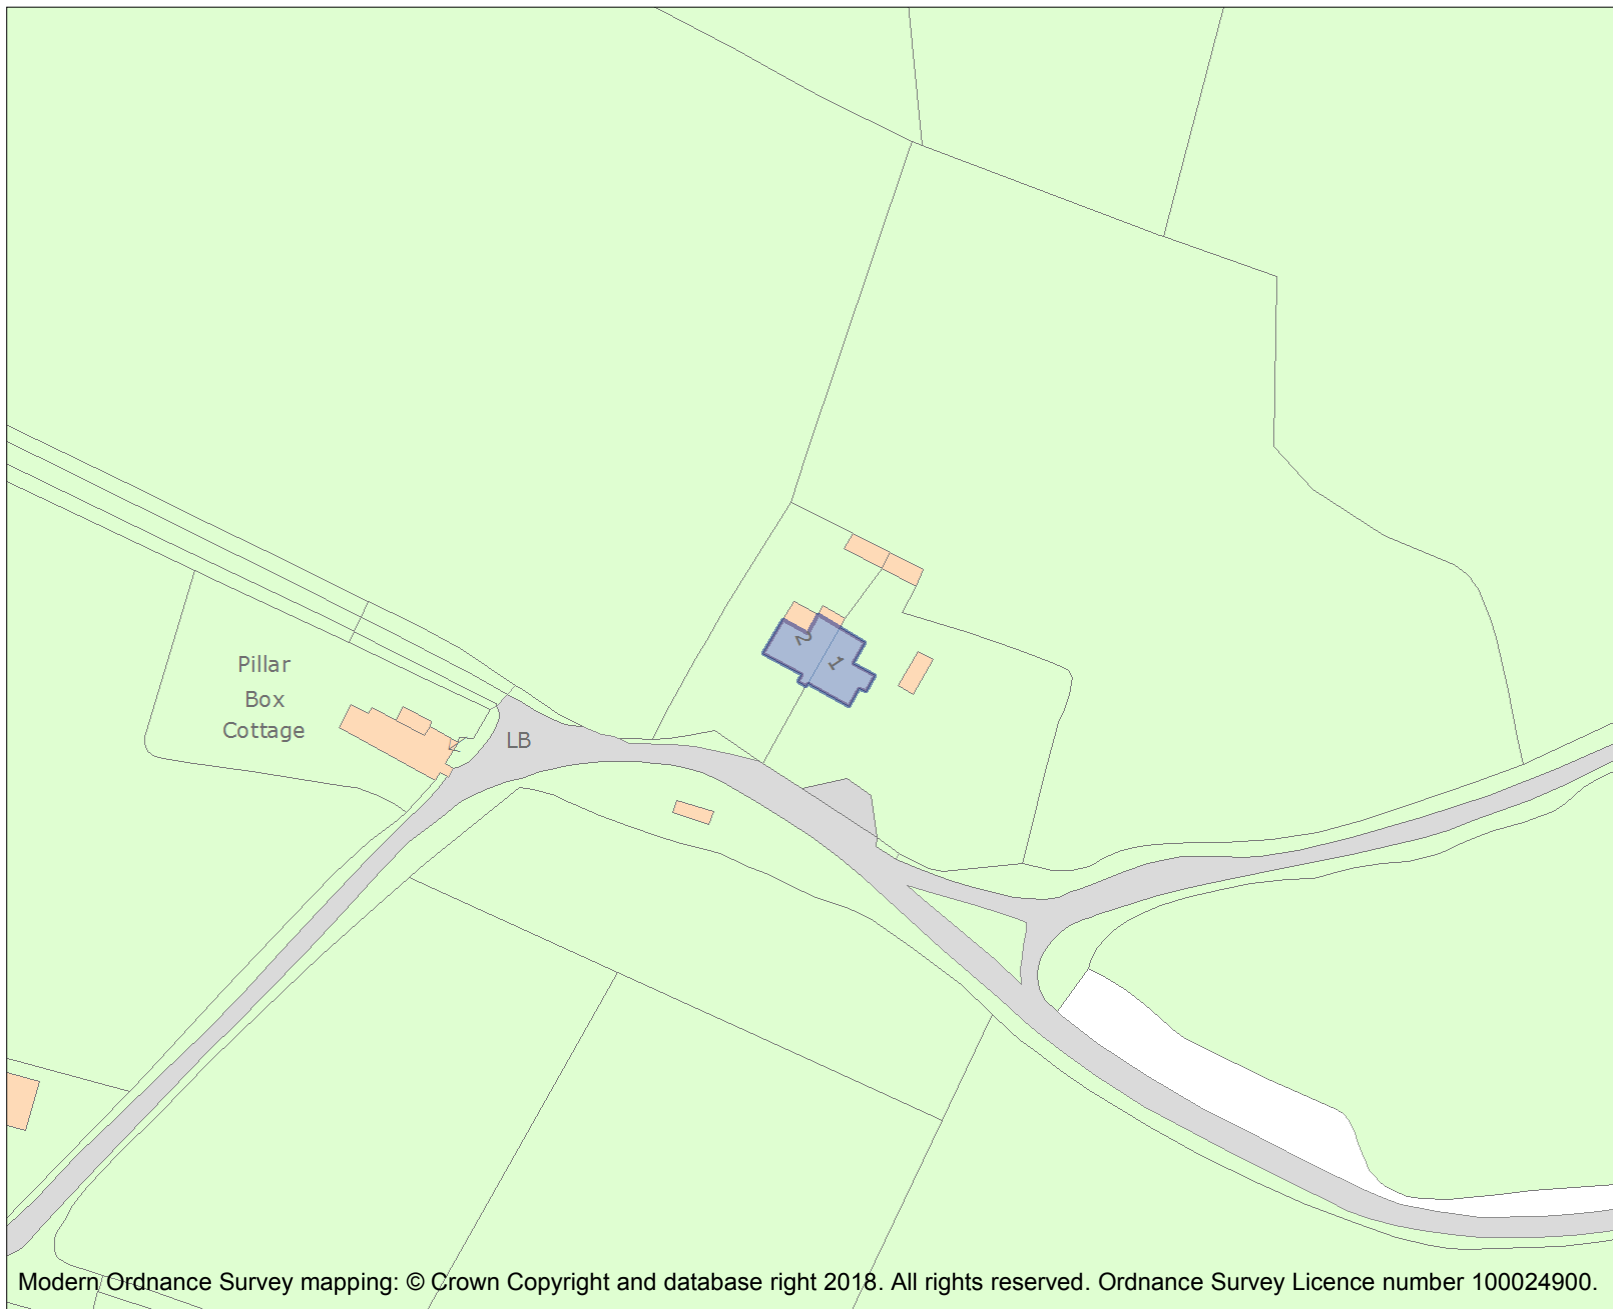 2
1
Pillar
Box
Cottage
LB
Modern Ordnance Survey mapping: © Crown Copyright and database right 2018. All rights reserved. Ordnance Survey Licence number 100024900.